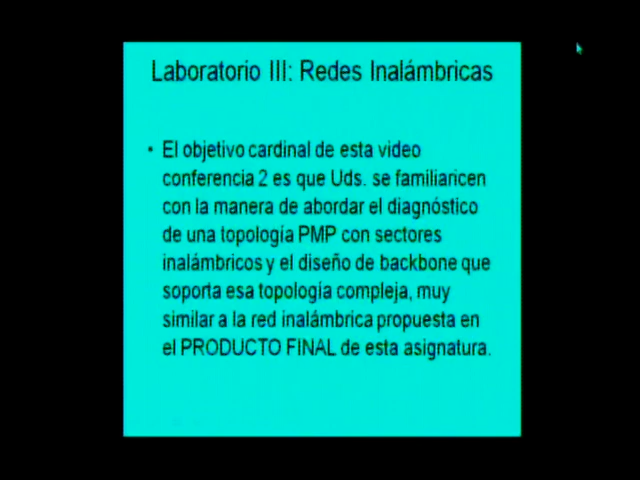 Laboratorio III: Redes Inalámbricas
• El objetivo cardinal de esta video
conferencia 2 es que Uds. se familiaricen
con la manera de abordar el diagnóstico
de una topología PMP con sectores
inalámbricos y el diseño de backbone que
soporta esa topología compleja, muy
similar a la red inalámbrica propuesta en
el PRODUCTO FINAL de esta asignatura.